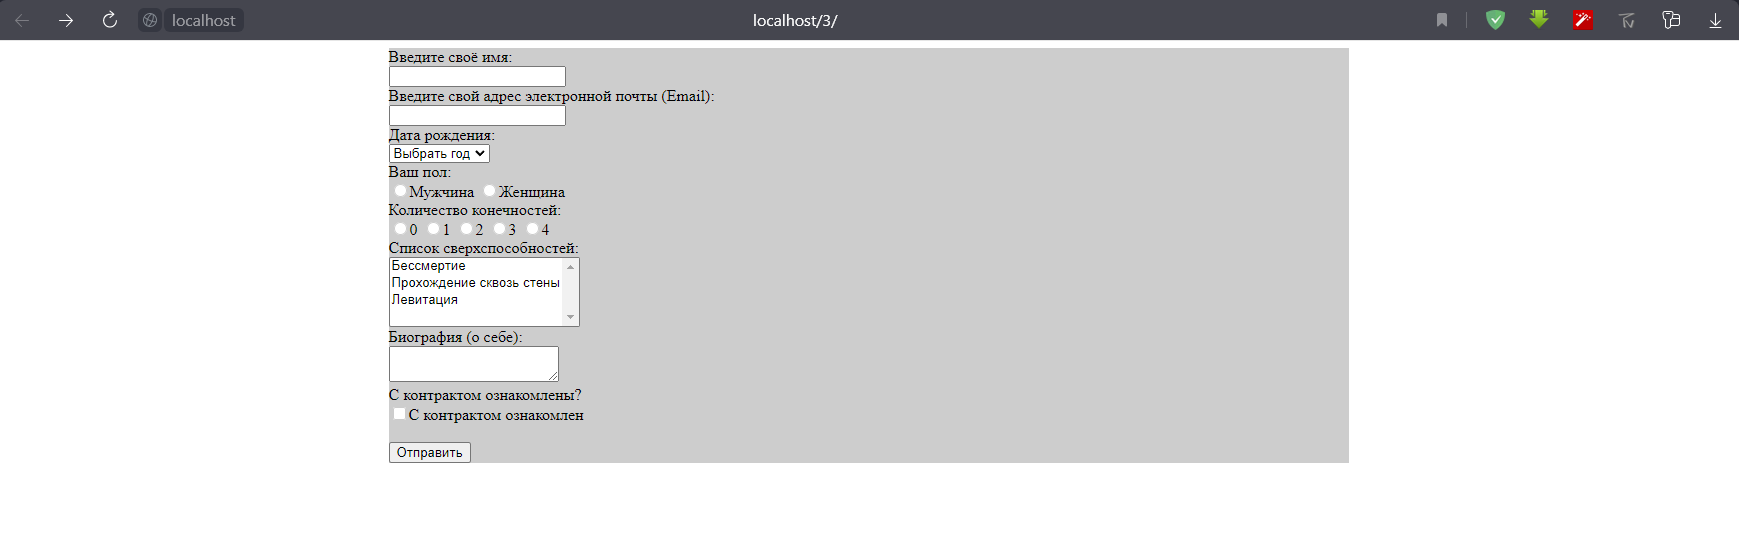 localhost
localhost/3/
Введите своё имя:
Введите свой адрес электронной почты (Email):
Дата рождения:
Выбрать год
Ваш пол:
Мужчина Женщина
Количество конечностей:
0 1 2 3 4
Список сверхспособностей:
Бессмертие
Прохождение сквозь стены
Левитация
Биография (о себе):
С контрактом ознакомлены?
С контрактом ознакомлен
Отправить